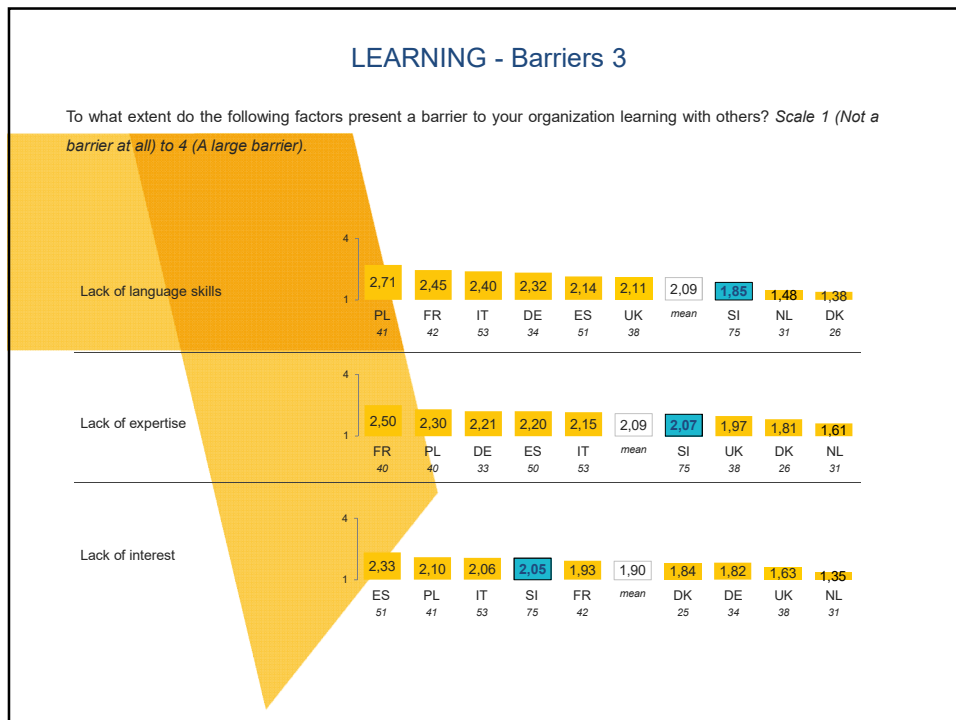 LEARNING - Barriers 3
To what extent do the following factors present a barrier to your organization learning with others? Scale 1 (Not a
barrier at all) to 4 (A large barrier).
Lack of language skills
4
1
2,71 2,45 2,40 2,32 2,14 2,11 2,09 1,85 1,48 1,38
PL FR IT DE ES UK mean SI NL DK
41 42 53 34 51 38 75 31 26
Lack of expertise
4
1
2,50 2,30 2,21 2,20 2,15 2,09 2,07 1,97 1,81 1,61
FR PL DE ES IT mean SI UK DK NL
40 40 33 50 53 75 38 26 31
Lack of interest
4
1
2,33 2,10 2,06 2,05 1,93 1,90 1,84 1,82 1,63 1,35
ES PL IT SI FR mean DK DE UK NL
51 41 53 75 42 25 34 38 31